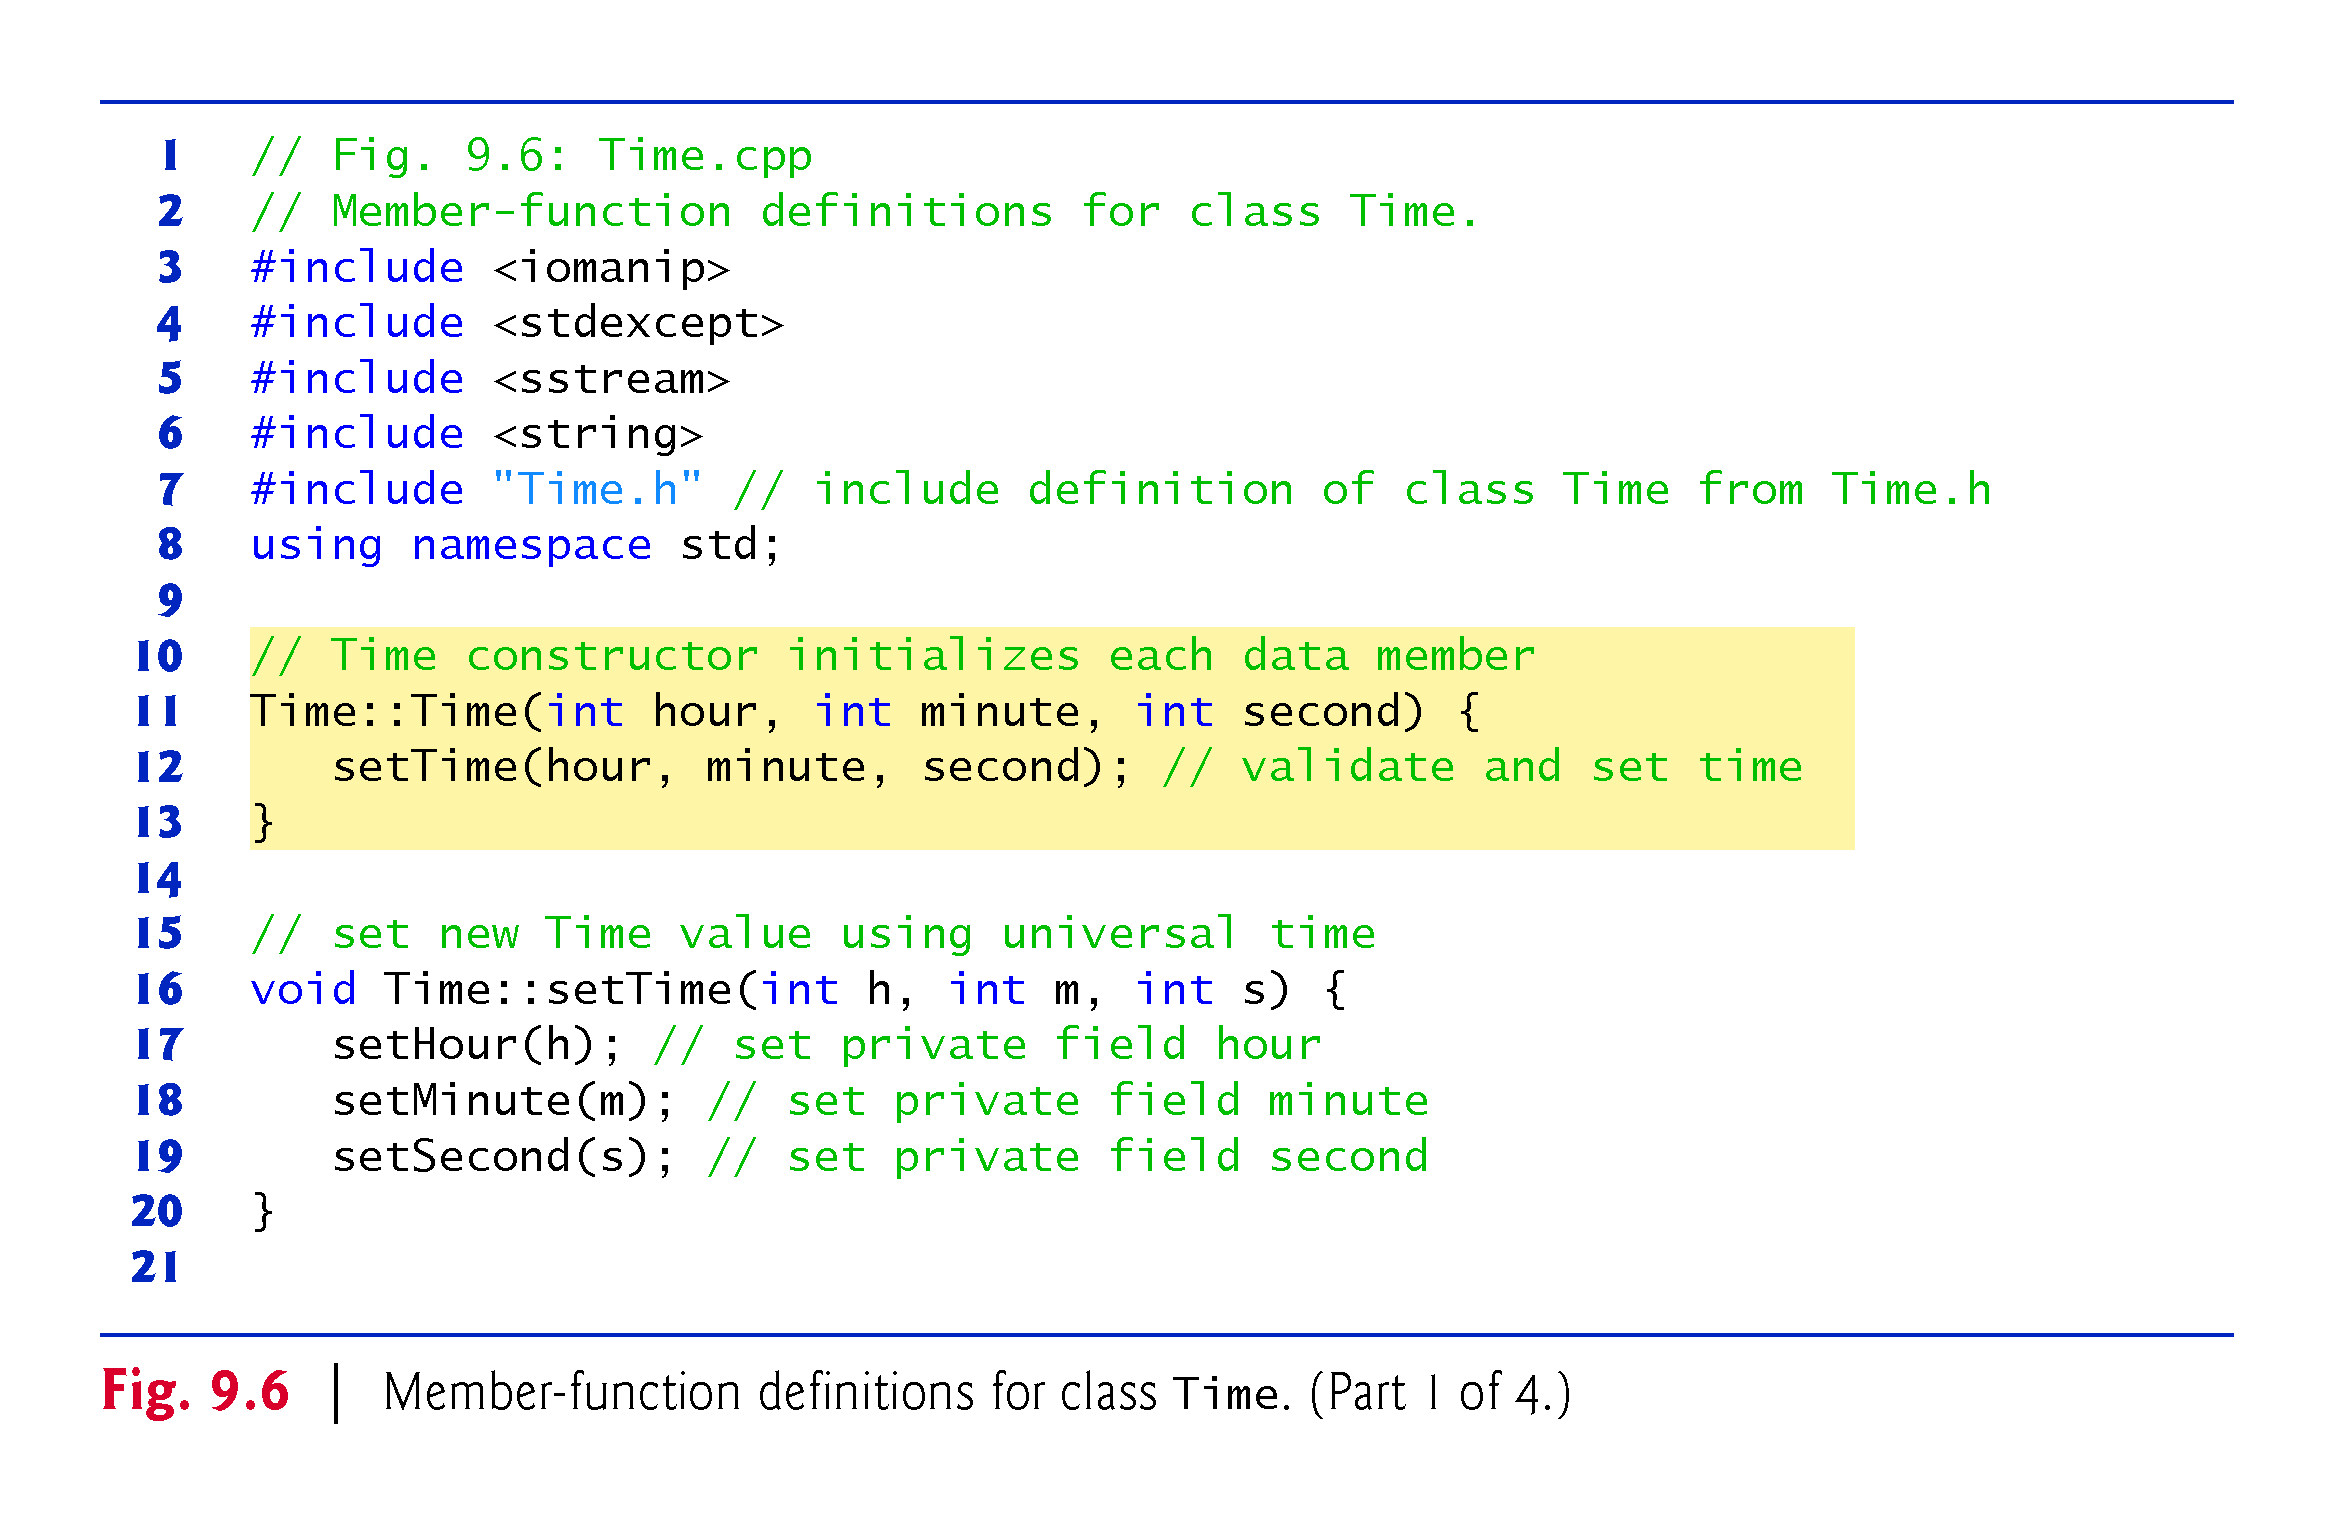 1 // Fig. 9.6: Time.cpp
2 // Member-function definitions for class Time.
3 #include <iomanip>
4 #include <stdexcept>
5 #include <sstream>
6 #include <string>
7 #include "Time.h" // include definition of class Time from Time.h
8 using namespace std;
9
10 // Time constructor initializes each data member
11 Time::Time(int hour, int minute, int second) {
12    setTime(hour, minute, second); // validate and set time
13 }
14
15 // set new Time value using universal time
16 void Time::setTime(int h, int m, int s) {
17    setHour(h); // set private field hour
18    setMinute(m); // set private field minute
19    setSecond(s); // set private field second
20 }
21
Fig. 9.6 | Member-function definitions for class Time. (Part 1 of 4.)